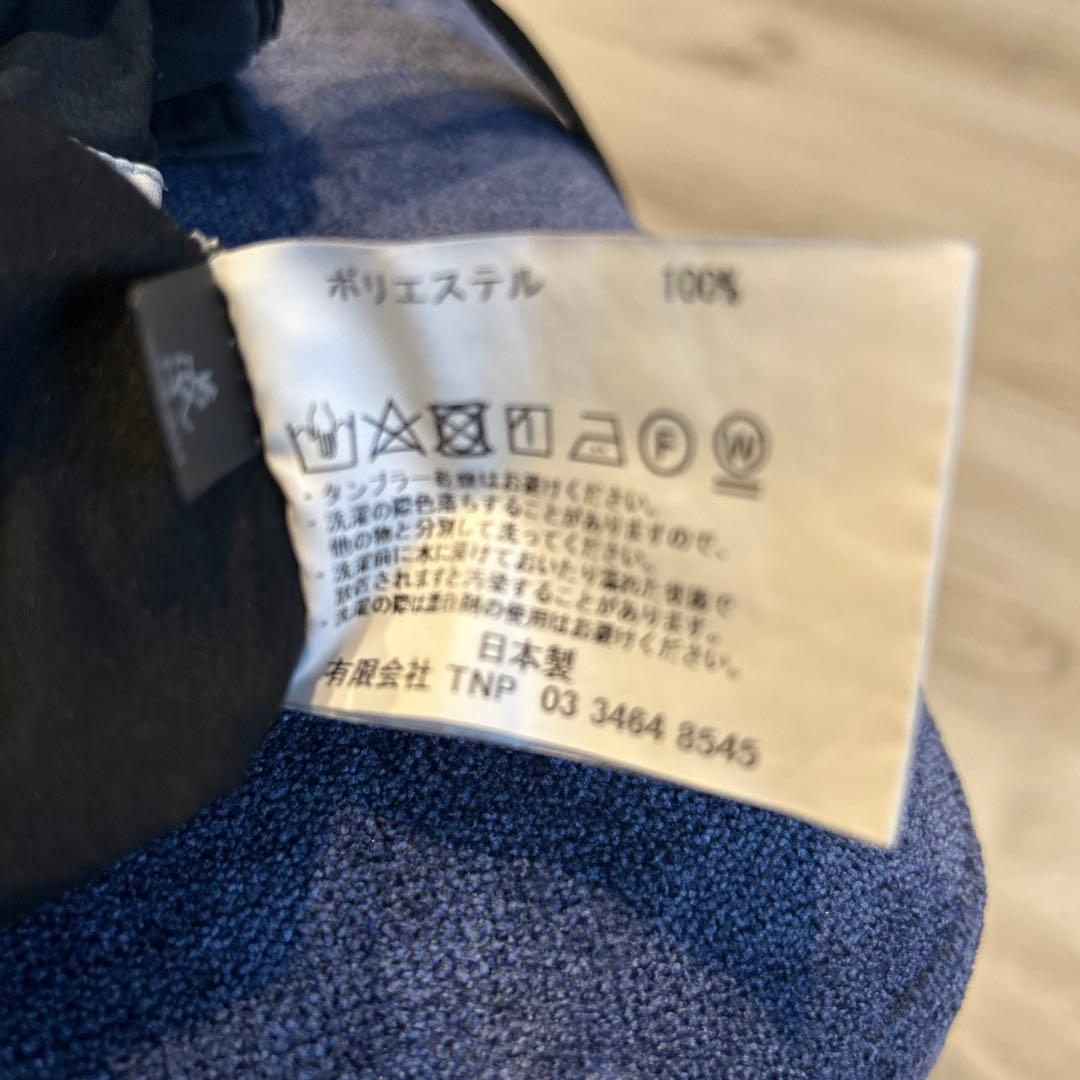 ポリエステル 100%
F W
・タンブラー乾燥はお避けください。
・洗濯の際色落ちすることがありますので、
他の物と分別して洗ってください。
・洗濯前に水に浸けておいたり濡れた状態で
放置されますと汚染することがあります。
・洗濯の際は柔軟剤の使用はお避けください。
日本製
有限会社 TNP 03 3464 8545